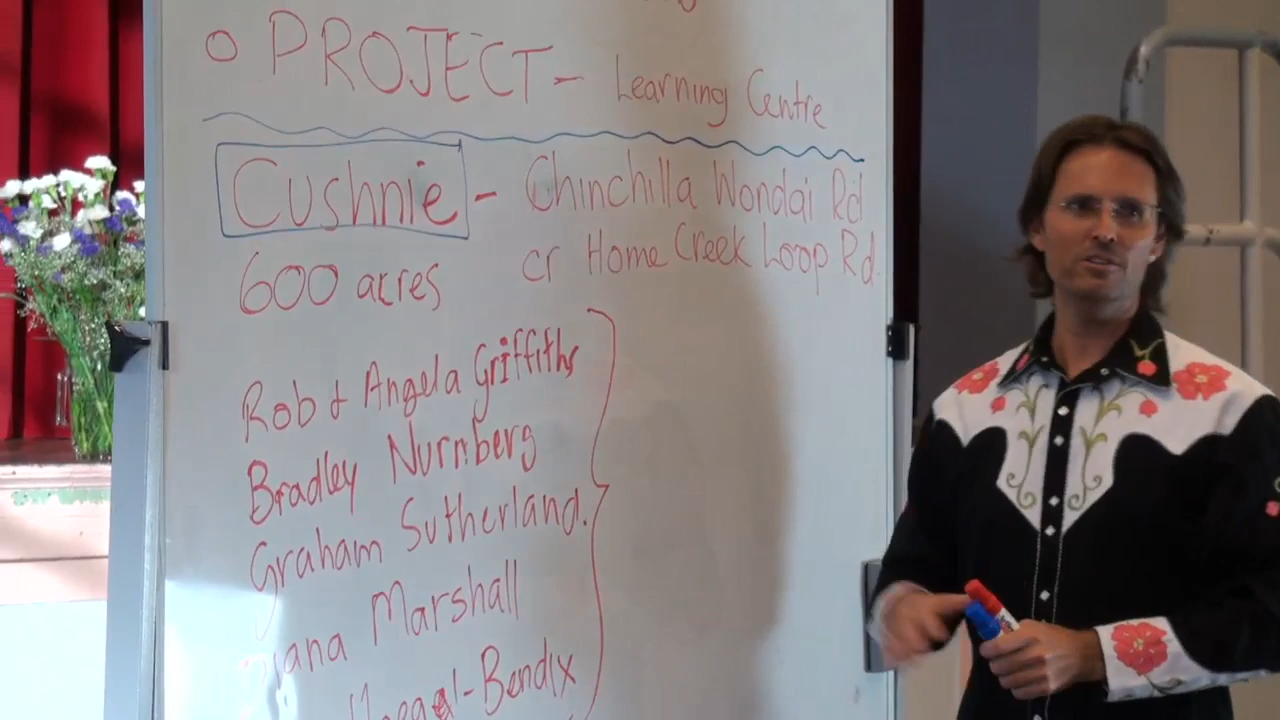 O PROJECT - Learning Centre
Cushnie - Chinchilla Wondai Rd
600 acres cr Home Creek Loop Rd.
Rob & Angela Griffiths
Bradley Nurnberg
Graham Sutherland.
Diana Marshall
-Bendix